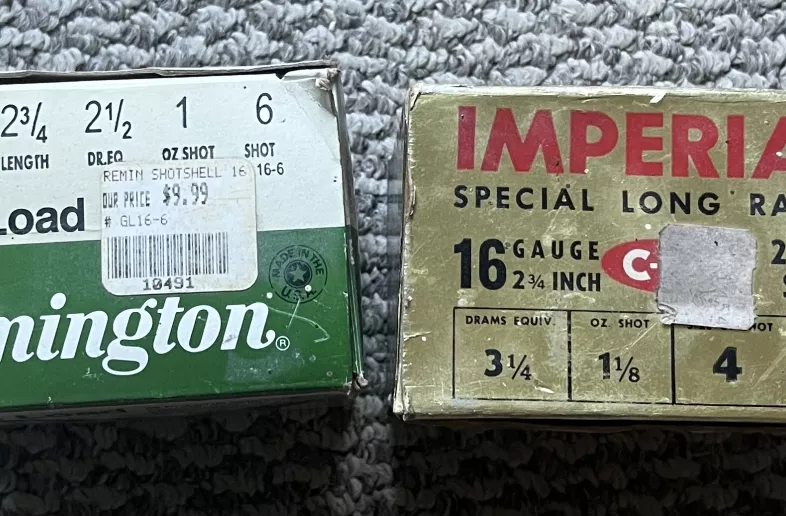 2¾ 2½ 1 6
LENGTH DR.EQ. OZ SHOT SHOT
REMIN SHOTSHELL 16 16-6
OUR PRICE $9.99
# GL16-6
Load
10491
MADE IN THE
U.S.A.
mington®
IMPERIA
SPECIAL LONG RA
16 GAUGE
2¾ INCH
C-
2
DRAMS EQUIV. OZ SHOT
3¼ 1⅛ 4